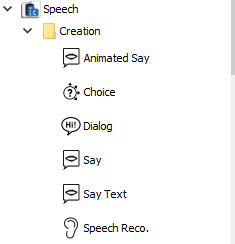 Speech
Creation
Animated Say
Choice
Hi!
Dialog
Say
Say Text
Speech Reco.